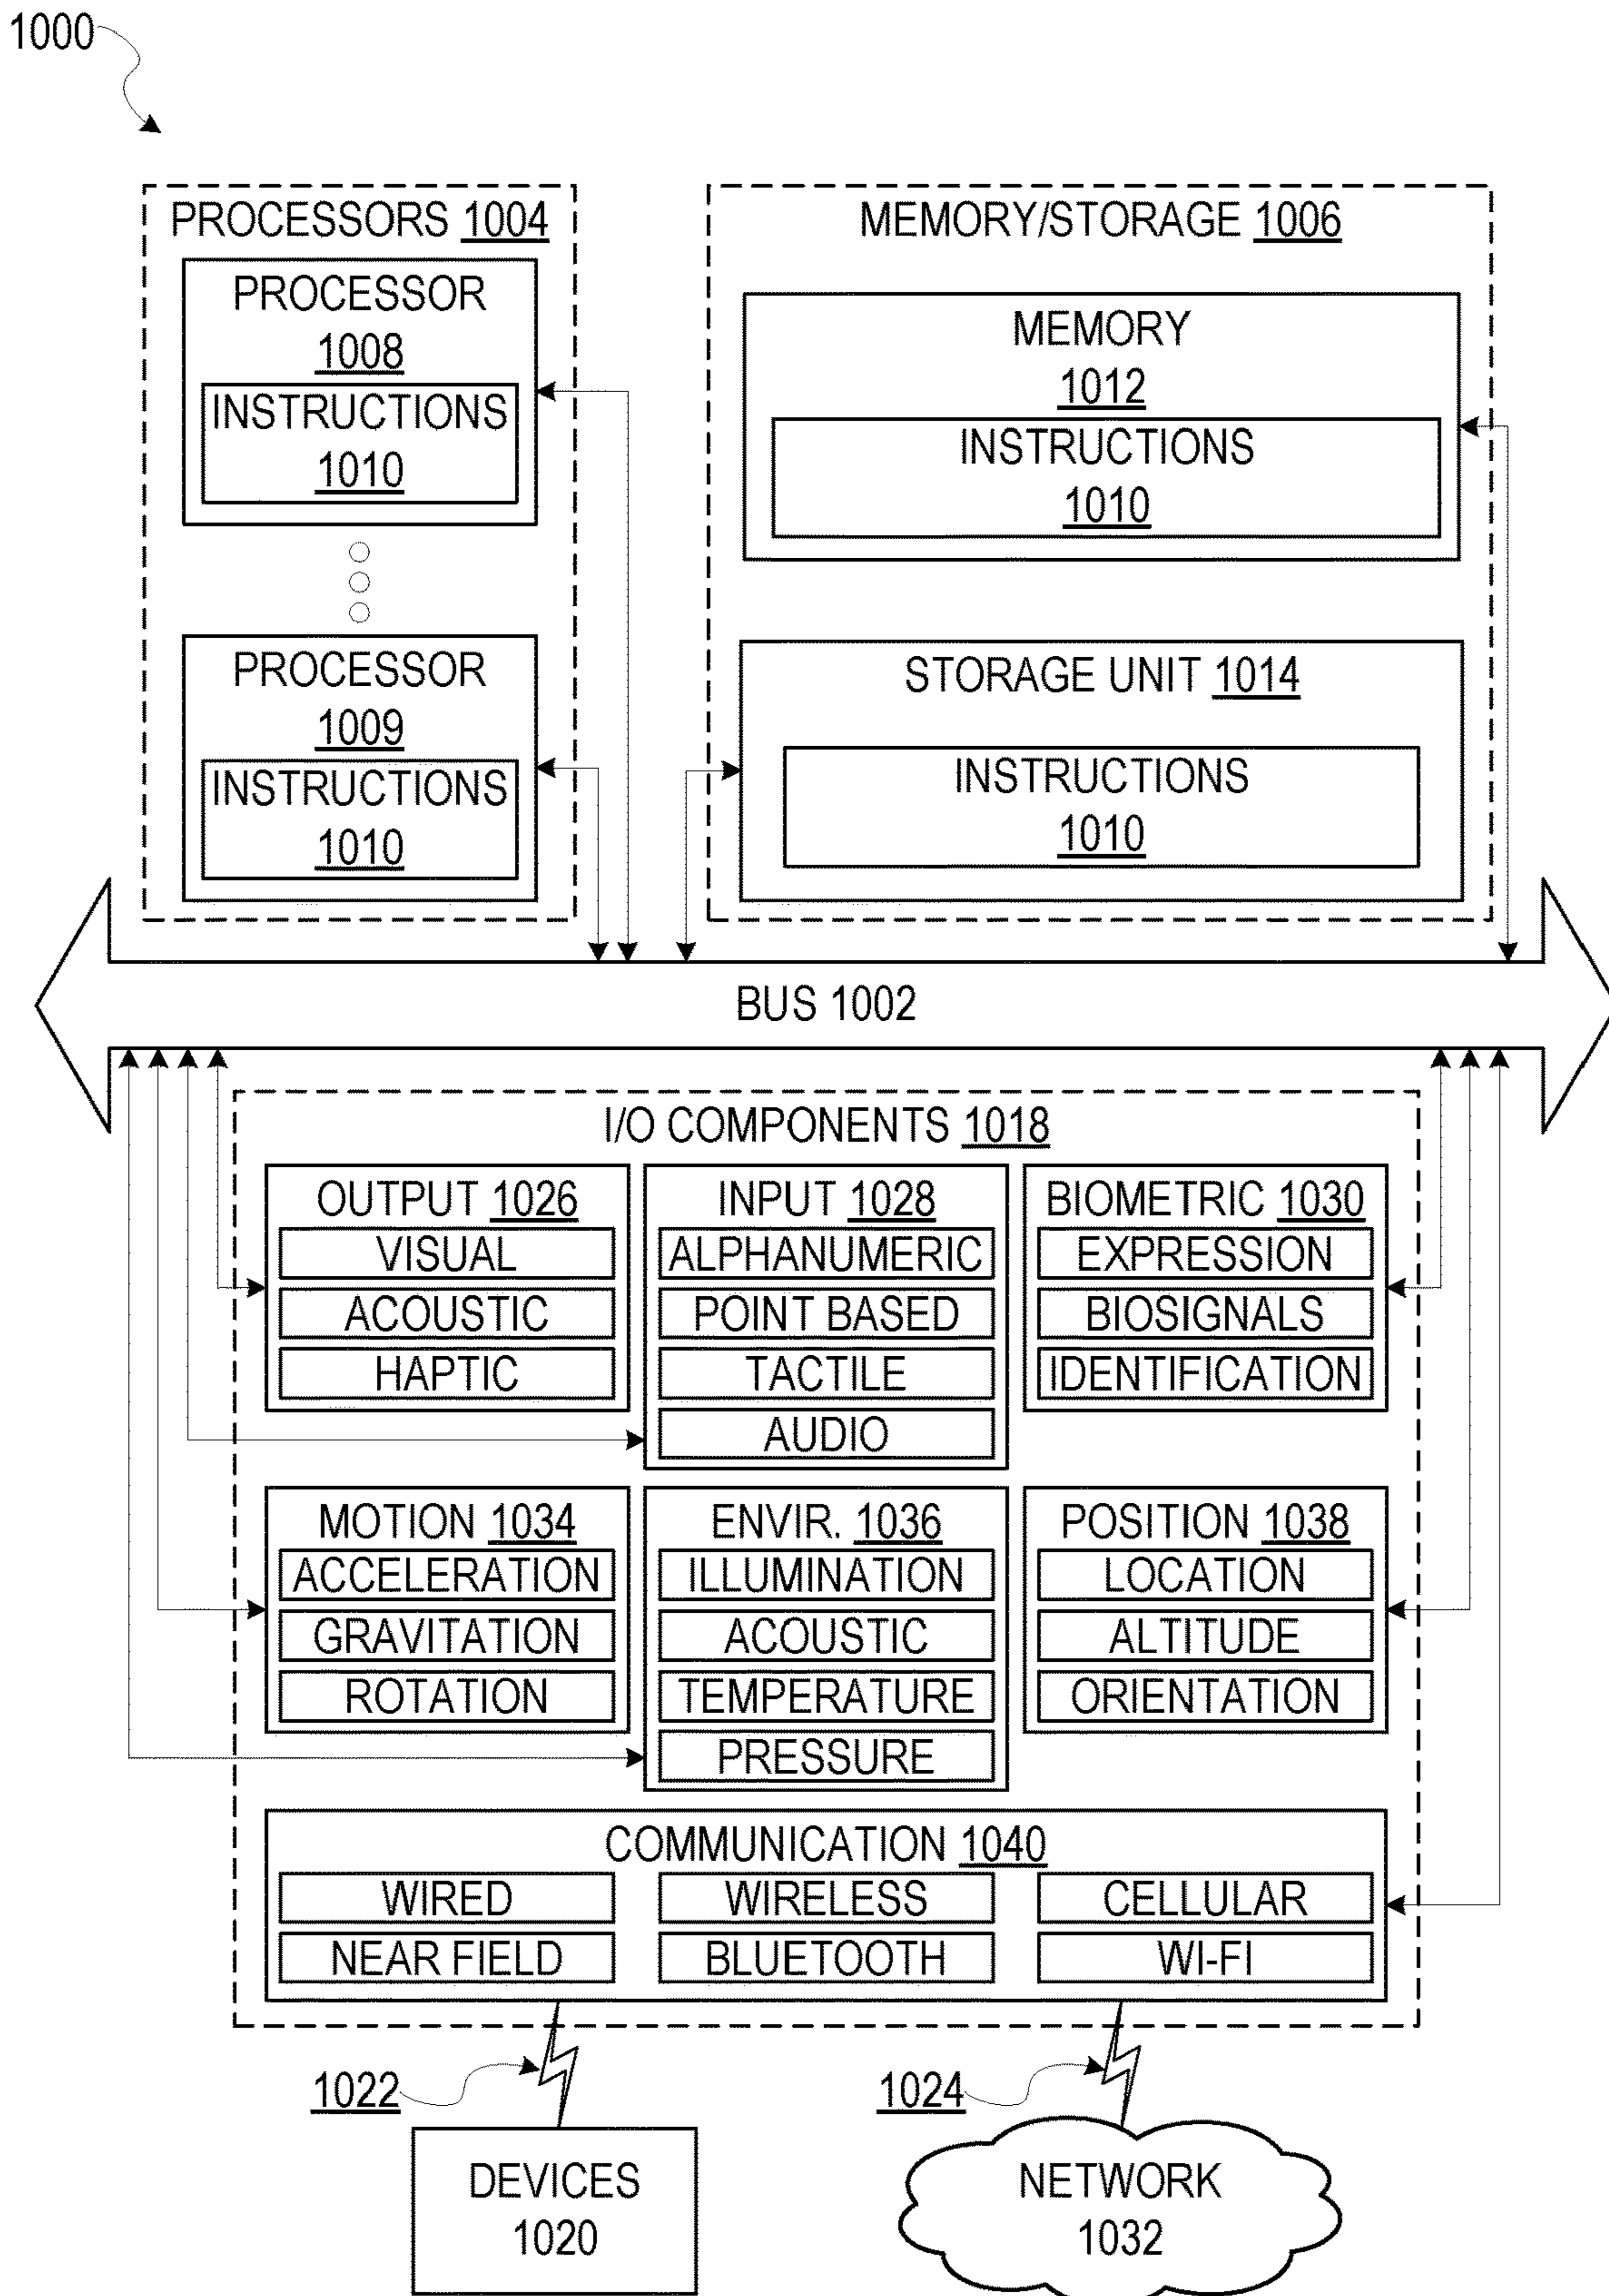 1000
PROCESSORS 1004
PROCESSOR
1008
INSTRUCTIONS
1010
PROCESSOR
1009
INSTRUCTIONS
1010
MEMORY/STORAGE 1006
MEMORY
1012
INSTRUCTIONS
1010
STORAGE UNIT 1014
INSTRUCTIONS
1010
BUS 1002
I/O COMPONENTS 1018
OUTPUT 1026
VISUAL
ACOUSTIC
HAPTIC
INPUT 1028
ALPHANUMERIC
POINT BASED
TACTILE
AUDIO
BIOMETRIC 1030
EXPRESSION
BIOSIGNALS
IDENTIFICATION
MOTION 1034
ACCELERATION
GRAVITATION
ROTATION
ENVIR. 1036
ILLUMINATION
ACOUSTIC
TEMPERATURE
PRESSURE
POSITION 1038
LOCATION
ALTITUDE
ORIENTATION
COMMUNICATION 1040
WIRED
WIRELESS
CELLULAR
NEAR FIELD
BLUETOOTH
WI-FI
1022
1024
DEVICES
1020
NETWORK
1032